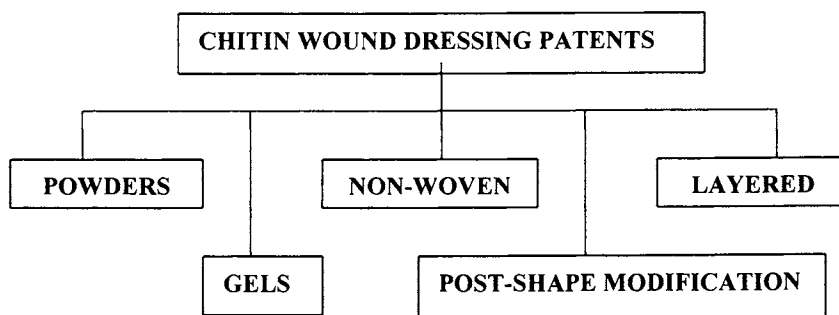 CHITIN WOUND DRESSING PATENTS
POWDERS
NON-WOVEN
LAYERED
GELS
POST-SHAPE MODIFICATION